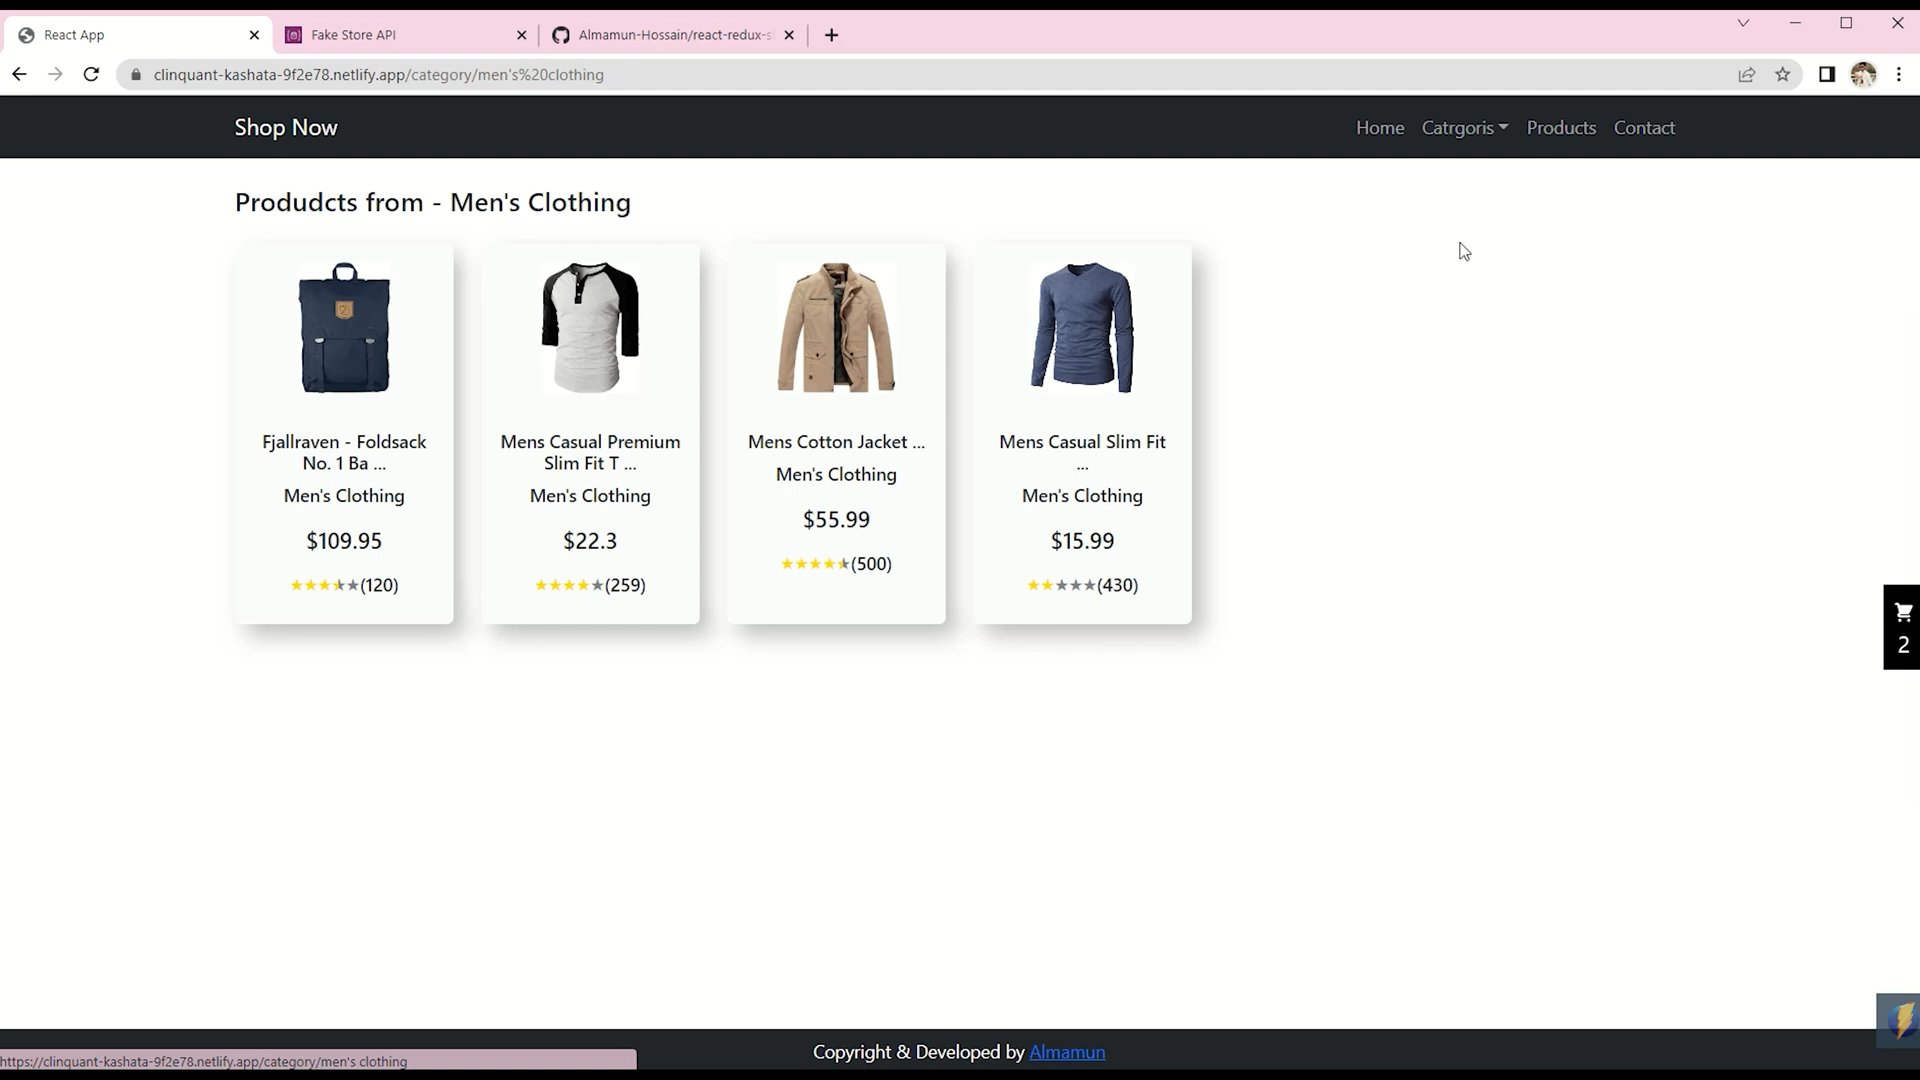 React App
Fake Store API
Almamun-Hossain/react-redux-s
clinquant-kashata-9f2e78.netlify.app/category/men's%20clothing
Shop Now
Home
Catrgoris
Products
Contact
Produdcts from - Men's Clothing
Fjallraven - Foldsack
No. 1 Ba ...
Men's Clothing
$109.95
(120)
Mens Casual Premium
Slim Fit T ...
Men's Clothing
$22.3
(259)
Mens Cotton Jacket ...
Men's Clothing
$55.99
(500)
Mens Casual Slim Fit
...
Men's Clothing
$15.99
(430)
2
Copyright & Developed by Almamun
https://clinquant-kashata-9f2e78.netlify.app/category/men's clothing